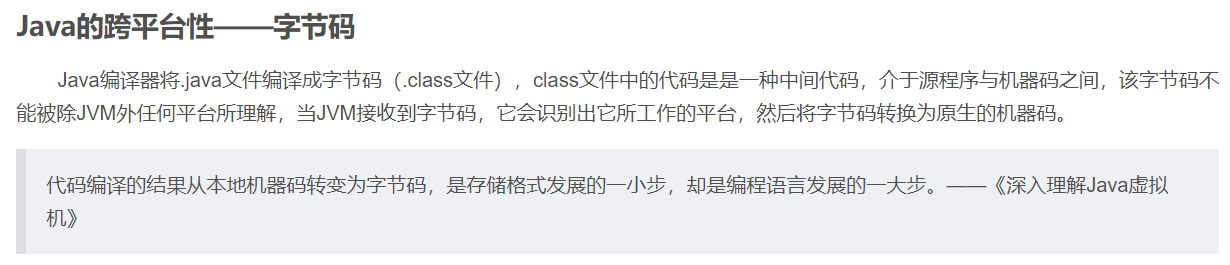 Java的跨平台性——字节码
Java编译器将.java文件编译成字节码（.class文件），class文件中的代码是是一种中间代码，介于源程序与机器码之间，该字节码不
能被除JVM外任何平台所理解，当JVM接收到字节码，它会识别出它所工作的平台，然后将字节码转换为原生的机器码。
代码编译的结果从本地机器码转变为字节码，是存储格式发展的一小步，却是编程语言发展的一大步。——《深入理解Java虚拟
机》